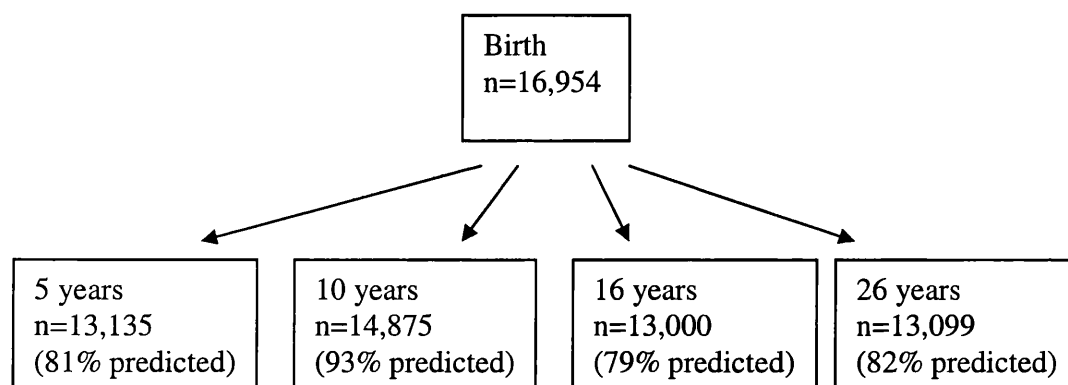 Birth
n=16,954
5 years
n=13,135
(81% predicted)
10 years
n=14,875
(93% predicted)
16 years
n=13,000
(79% predicted)
26 years
n=13,099
(82% predicted)